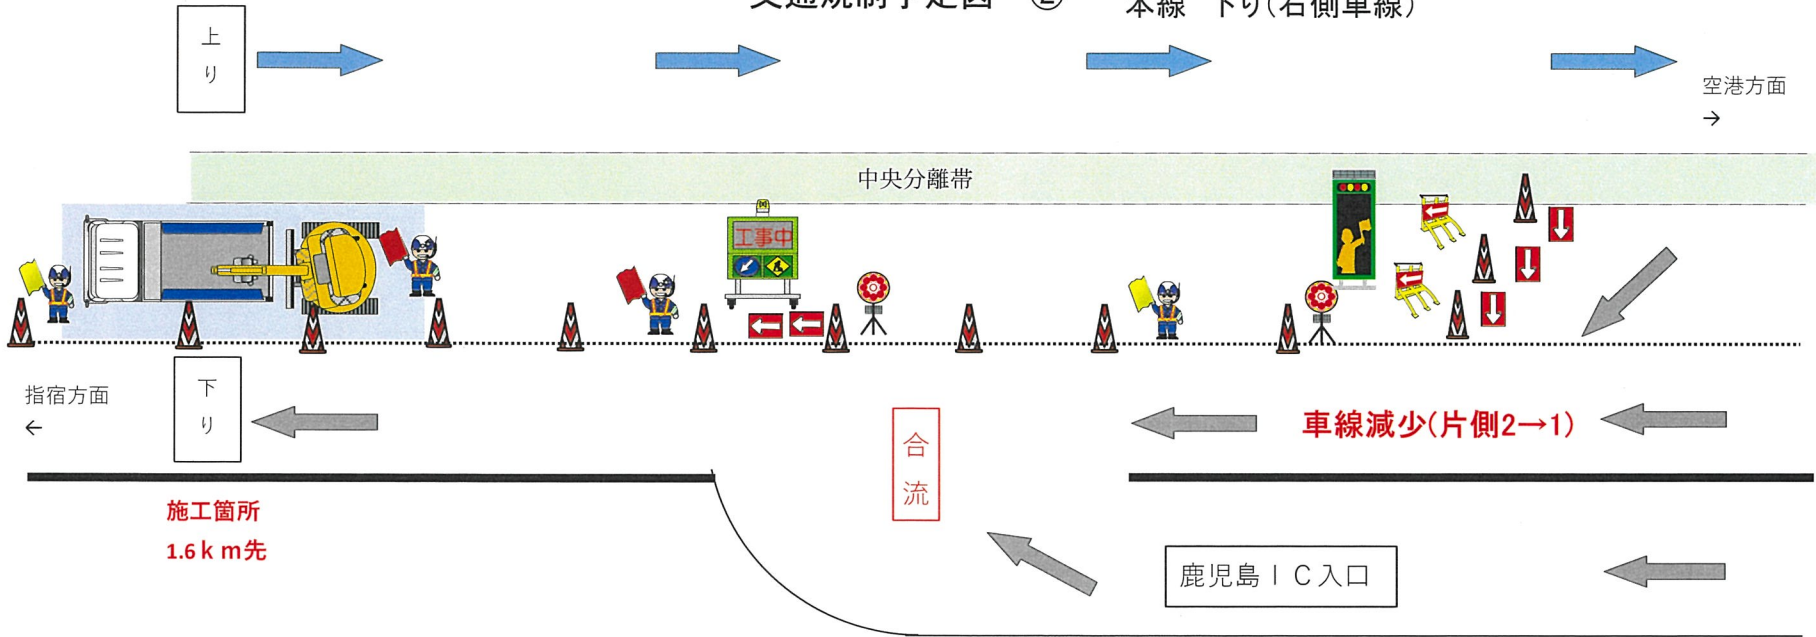 交通規制予定図 ② 本線 下り(右側車線)
上り
空港方面
→
中央分離帯
工事中
指宿方面
←
下り
合流
車線減少(片側2→1)
施工箇所
1.6km先
鹿児島IC入口